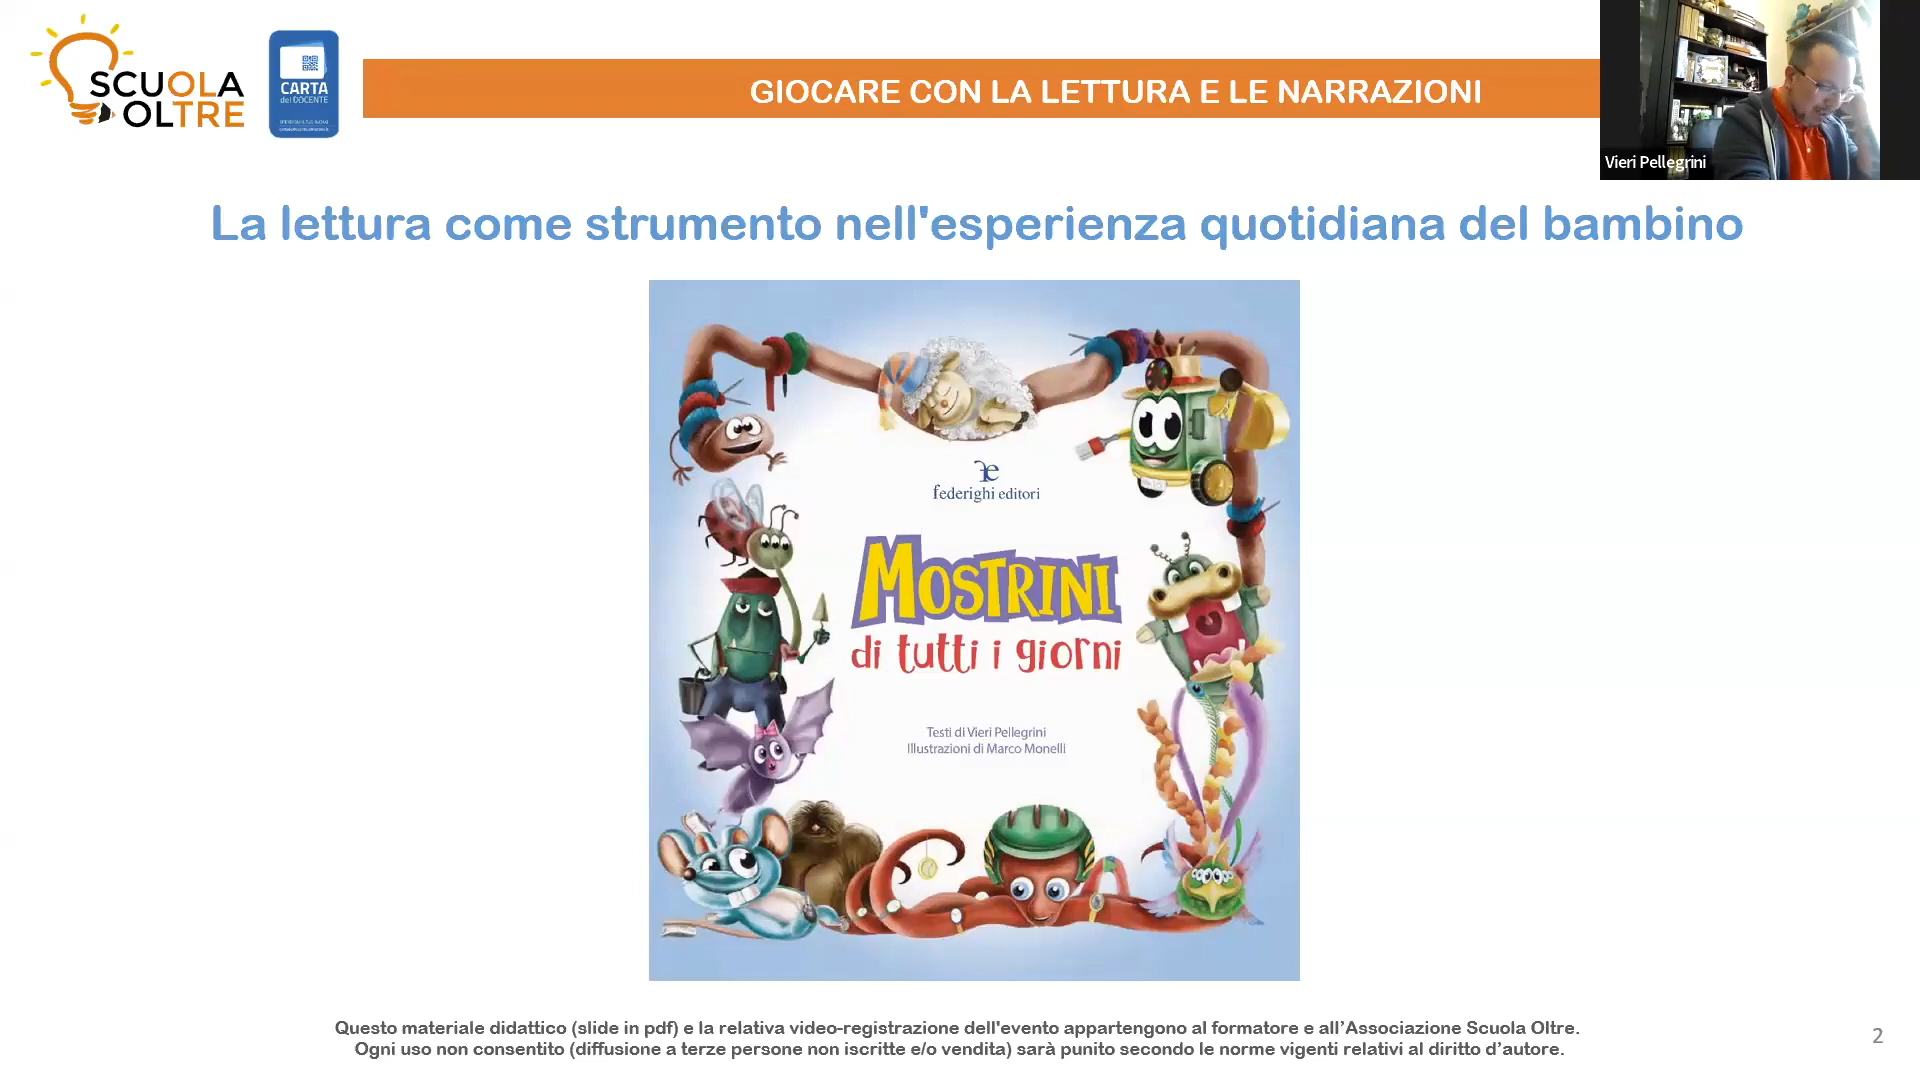 SCUOLA
OLTRE
CARTA
del DOCENTE
GIOCARE CON LA LETTURA E LE NARRAZIONI
Vieri Pellegrini
La lettura come strumento nell'esperienza quotidiana del bambino
federighi editori
MOSTRINI
di tutti i giorni
Testi di Vieri Pellegrini
Illustrazioni di Marco Monelli
Questo materiale didattico (slide in pdf) e la relativa video-registrazione dell'evento appartengono al formatore e all’Associazione Scuola Oltre.
Ogni uso non consentito (diffusione a terze persone non iscritte e/o vendita) sarà punito secondo le norme vigenti relativi al diritto d’autore.
2